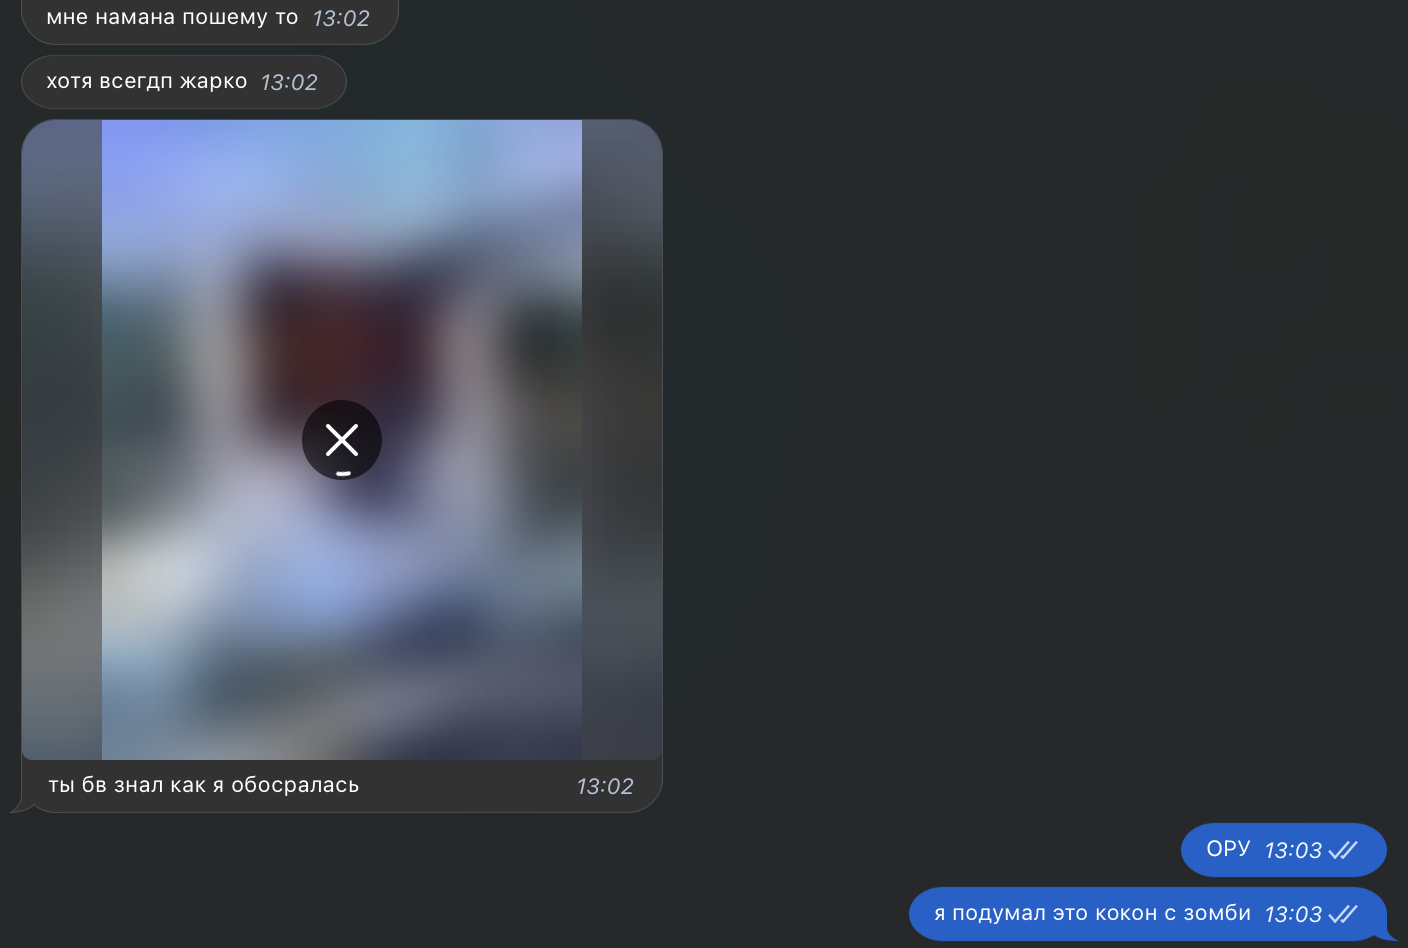 мне намана пошему то 13:02
хотя всегдп жарко 13:02
ты бв знал как я обосралась 13:02
ОРУ 13:03
я подумал это кокон с зомби 13:03